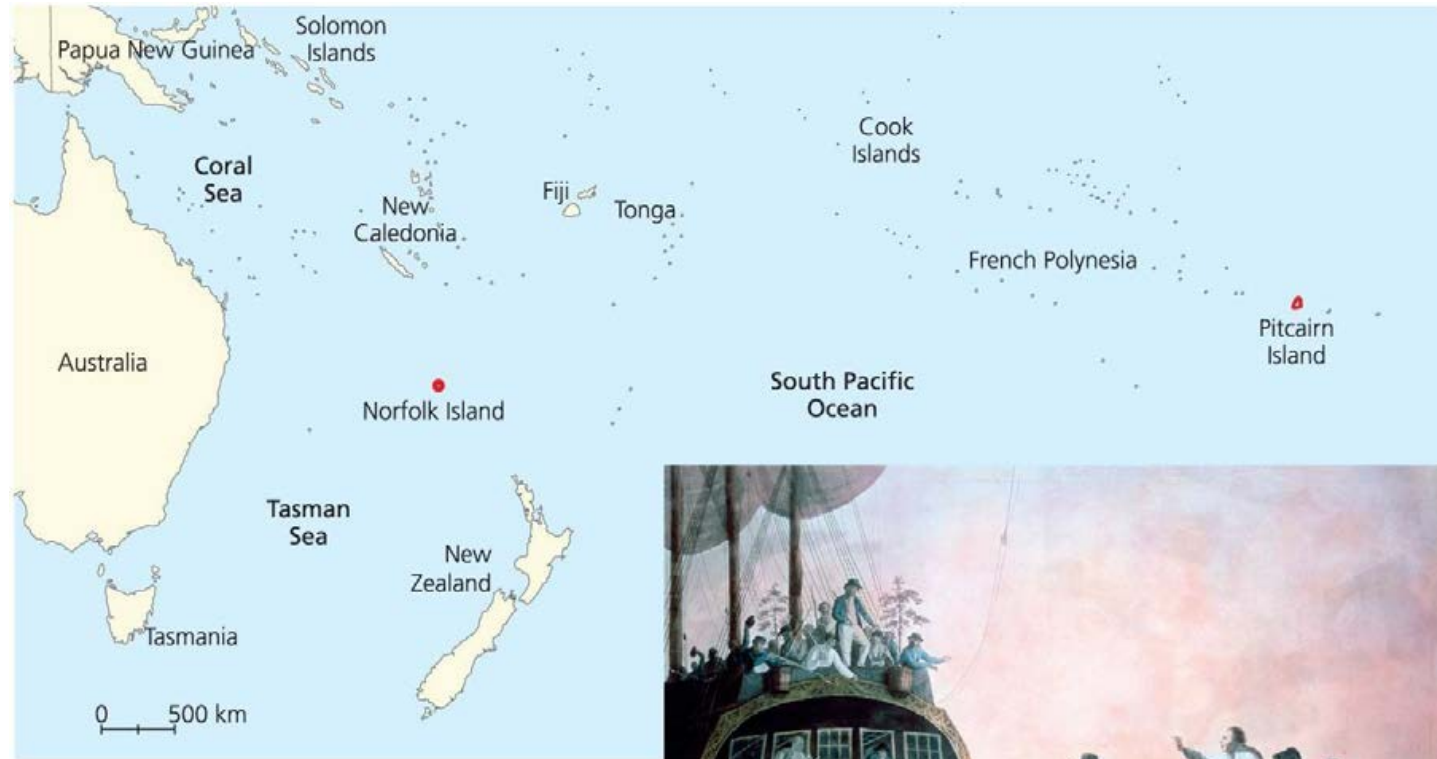 Solomon
Islands
Papua New Guinea
Cook
Islands
Coral
Sea
Fiji
Tonga
New
Caledonia
French Polynesia
Pitcairn
Island
Australia
South Pacific
Ocean
Norfolk Island
Tasman
Sea
New
Zealand
Tasmania
0 500 km